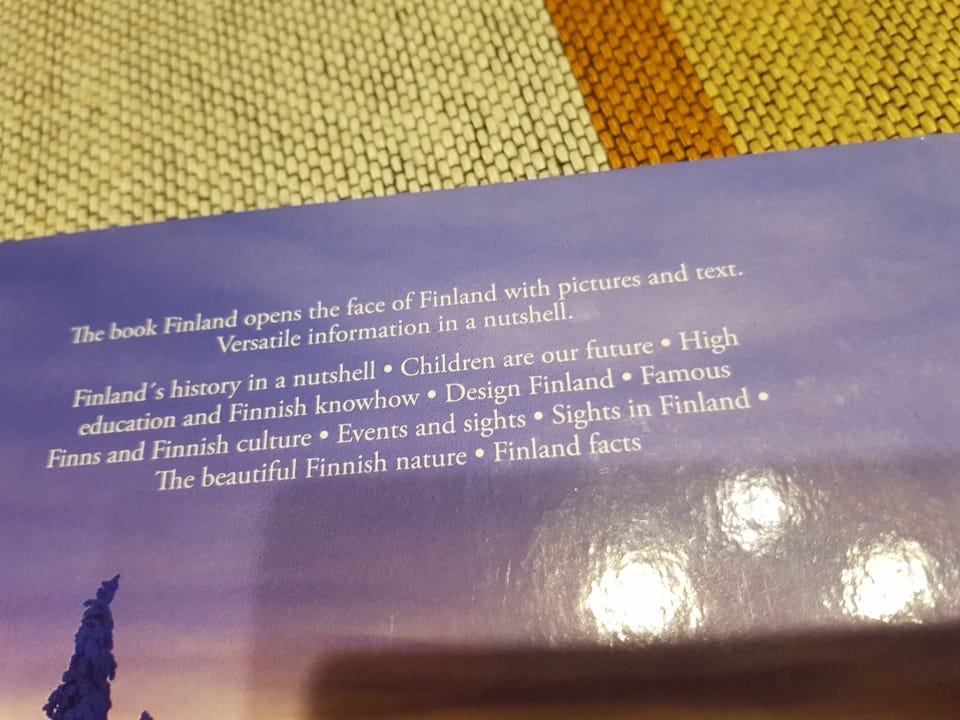 The book Finland opens the face of Finland with pictures and text.
Versatile information in a nutshell.
Finland´s history in a nutshell • Children are our future • High
education and Finnish knowhow • Design Finland • Famous
Finns and Finnish culture • Events and sights • Sights in Finland •
The beautiful Finnish nature • Finland facts